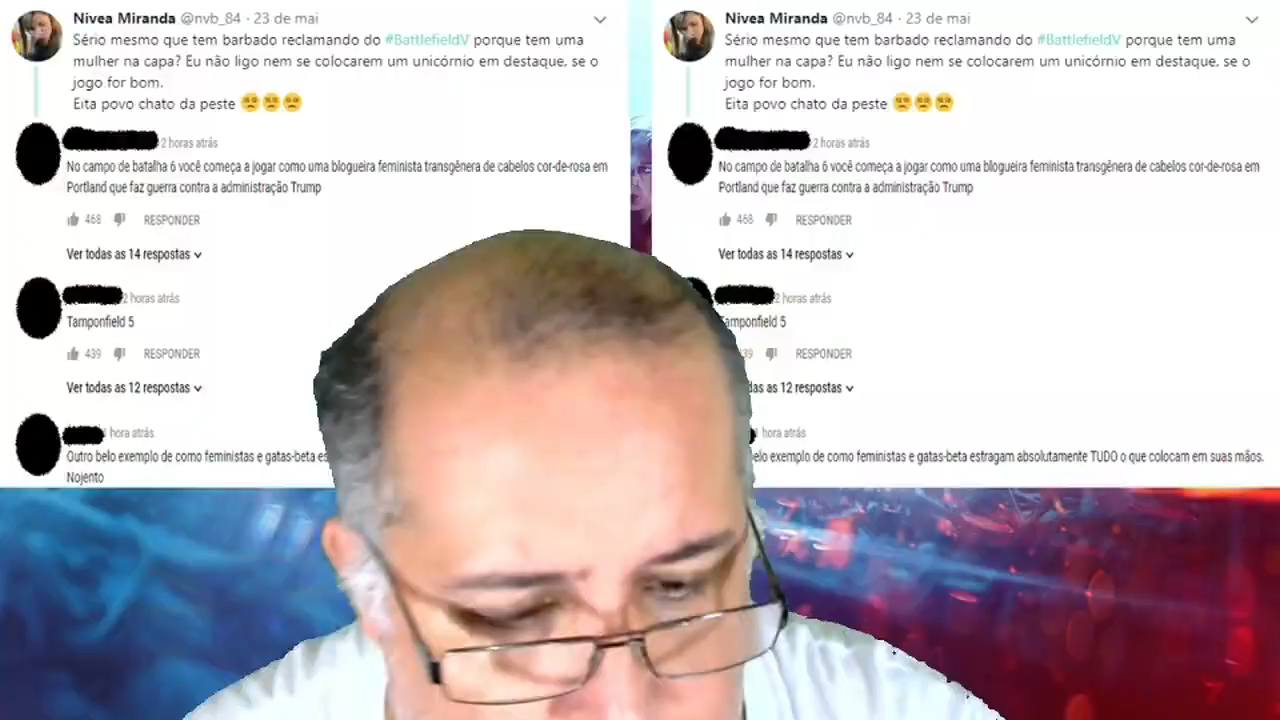 Nivea Miranda @nvb_84 · 23 de mai
Sério mesmo que tem barbado reclamando do #BattlefieldV porque tem uma
mulher na capa? Eu não ligo nem se colocarem um unicórnio em destaque, se o
jogo for bom.
Eita povo chato da peste
2 horas atrás
No campo de batalha 6 você começa a jogar como uma blogueira feminista transgênera de cabelos cor-de-rosa em
Portland que faz guerra contra a administração Trump
468 RESPONDER
Ver todas as 14 respostas
2 horas atrás
Tamponfield 5
439 RESPONDER
Ver todas as 12 respostas
1 hora atrás
Outro belo exemplo de como feministas e gatas-beta es
Nojento
Nivea Miranda @nvb_84 · 23 de mai
Sério mesmo que tem barbado reclamando do #BattlefieldV porque tem uma
mulher na capa? Eu não ligo nem se colocarem um unicórnio em destaque, se o
jogo for bom.
Eita povo chato da peste
2 horas atrás
No campo de batalha 6 você começa a jogar como uma blogueira feminista transgênera de cabelos cor-de-rosa em
Portland que faz guerra contra a administração Trump
468 RESPONDER
Ver todas as 14 respostas
2 horas atrás
Tamponfield 5
39 RESPONDER
das as 12 respostas
1 hora atrás
elo exemplo de como feministas e gatas-beta estragam absolutamente TUDO o que colocam em suas mãos.